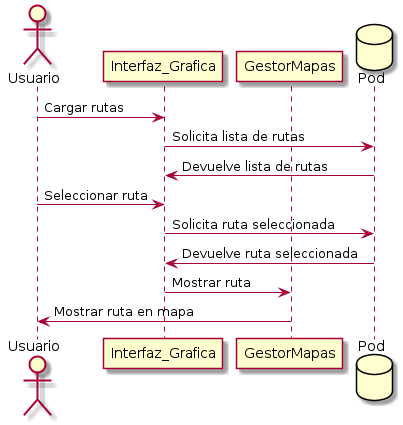 Usuario
Interfaz_Grafica
GestorMapas
Pod
Cargar rutas
Solicita lista de rutas
Devuelve lista de rutas
Seleccionar ruta
Solicita ruta seleccionada
Devuelve ruta seleccionada
Mostrar ruta
Mostrar ruta en mapa
Usuario
Interfaz_Grafica
GestorMapas
Pod